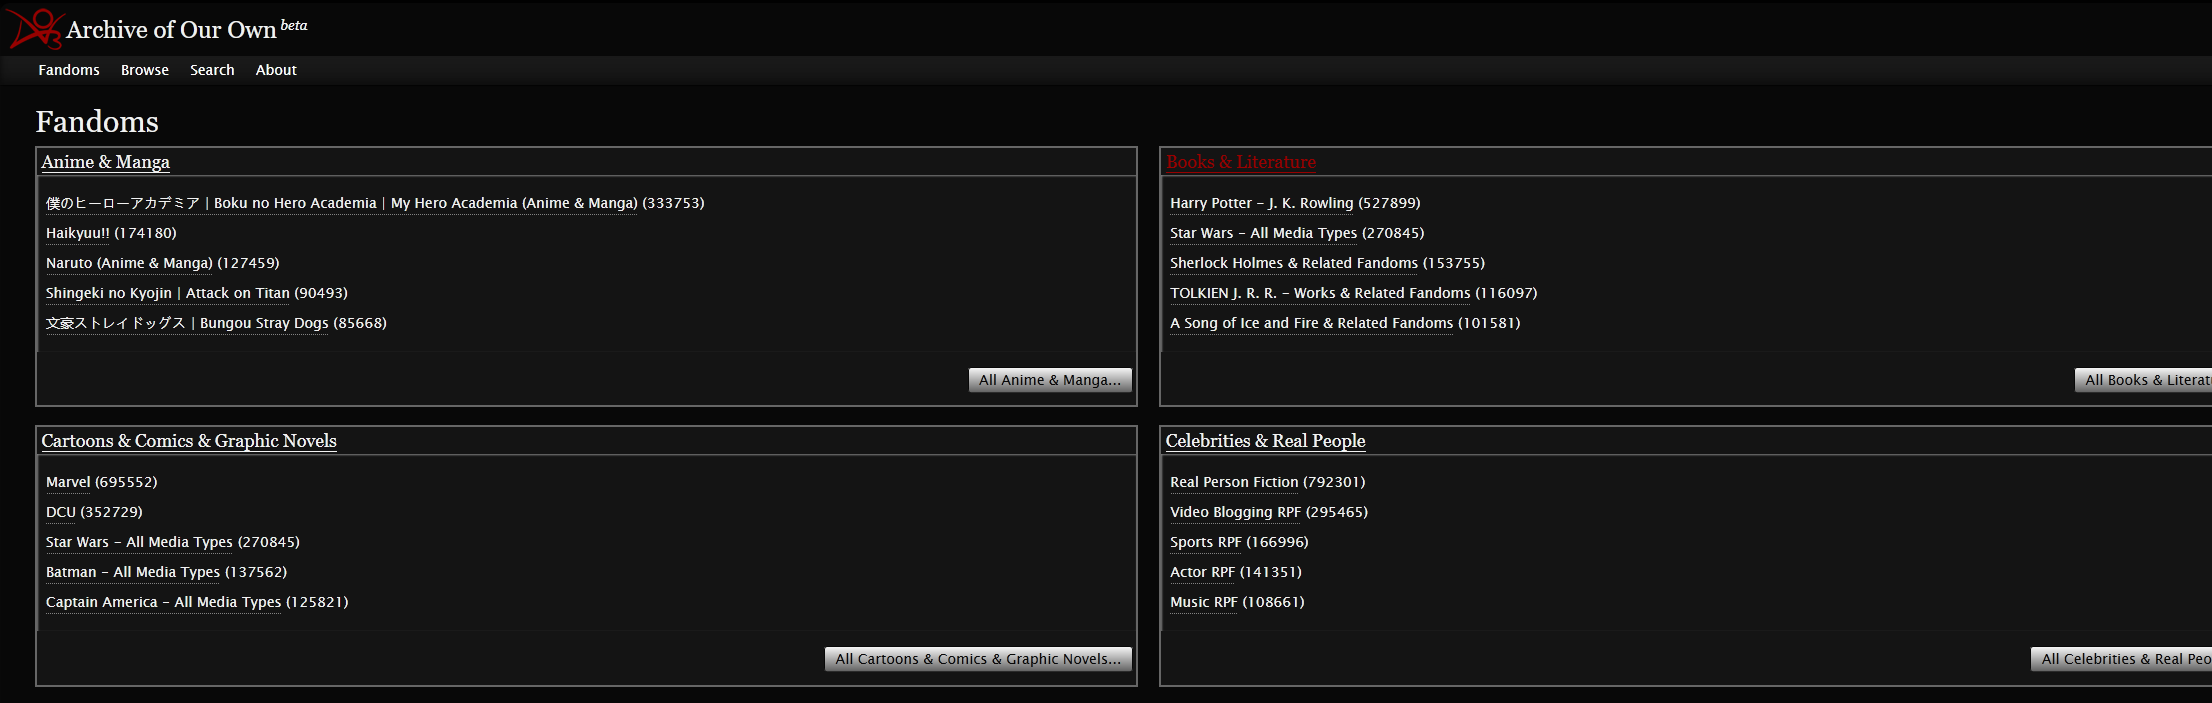 Archive of Our Own beta
Fandoms Browse Search About
Fandoms
Anime & Manga
僕のヒーローアカデミア | Boku no Hero Academia | My Hero Academia (Anime & Manga) (333753)
Haikyuu!! (174180)
Naruto (Anime & Manga) (127459)
Shingeki no Kyojin | Attack on Titan (90493)
文豪ストレイドッグス | Bungou Stray Dogs (85668)
All Anime & Manga...
Books & Literature
Harry Potter - J. K. Rowling (527899)
Star Wars - All Media Types (270845)
Sherlock Holmes & Related Fandoms (153755)
TOLKIEN J. R. R. - Works & Related Fandoms (116097)
A Song of Ice and Fire & Related Fandoms (101581)
All Books & Literat
Cartoons & Comics & Graphic Novels
Marvel (695552)
DCU (352729)
Star Wars - All Media Types (270845)
Batman - All Media Types (137562)
Captain America - All Media Types (125821)
All Cartoons & Comics & Graphic Novels...
Celebrities & Real People
Real Person Fiction (792301)
Video Blogging RPF (295465)
Sports RPF (166996)
Actor RPF (141351)
Music RPF (108661)
All Celebrities & Real Peo